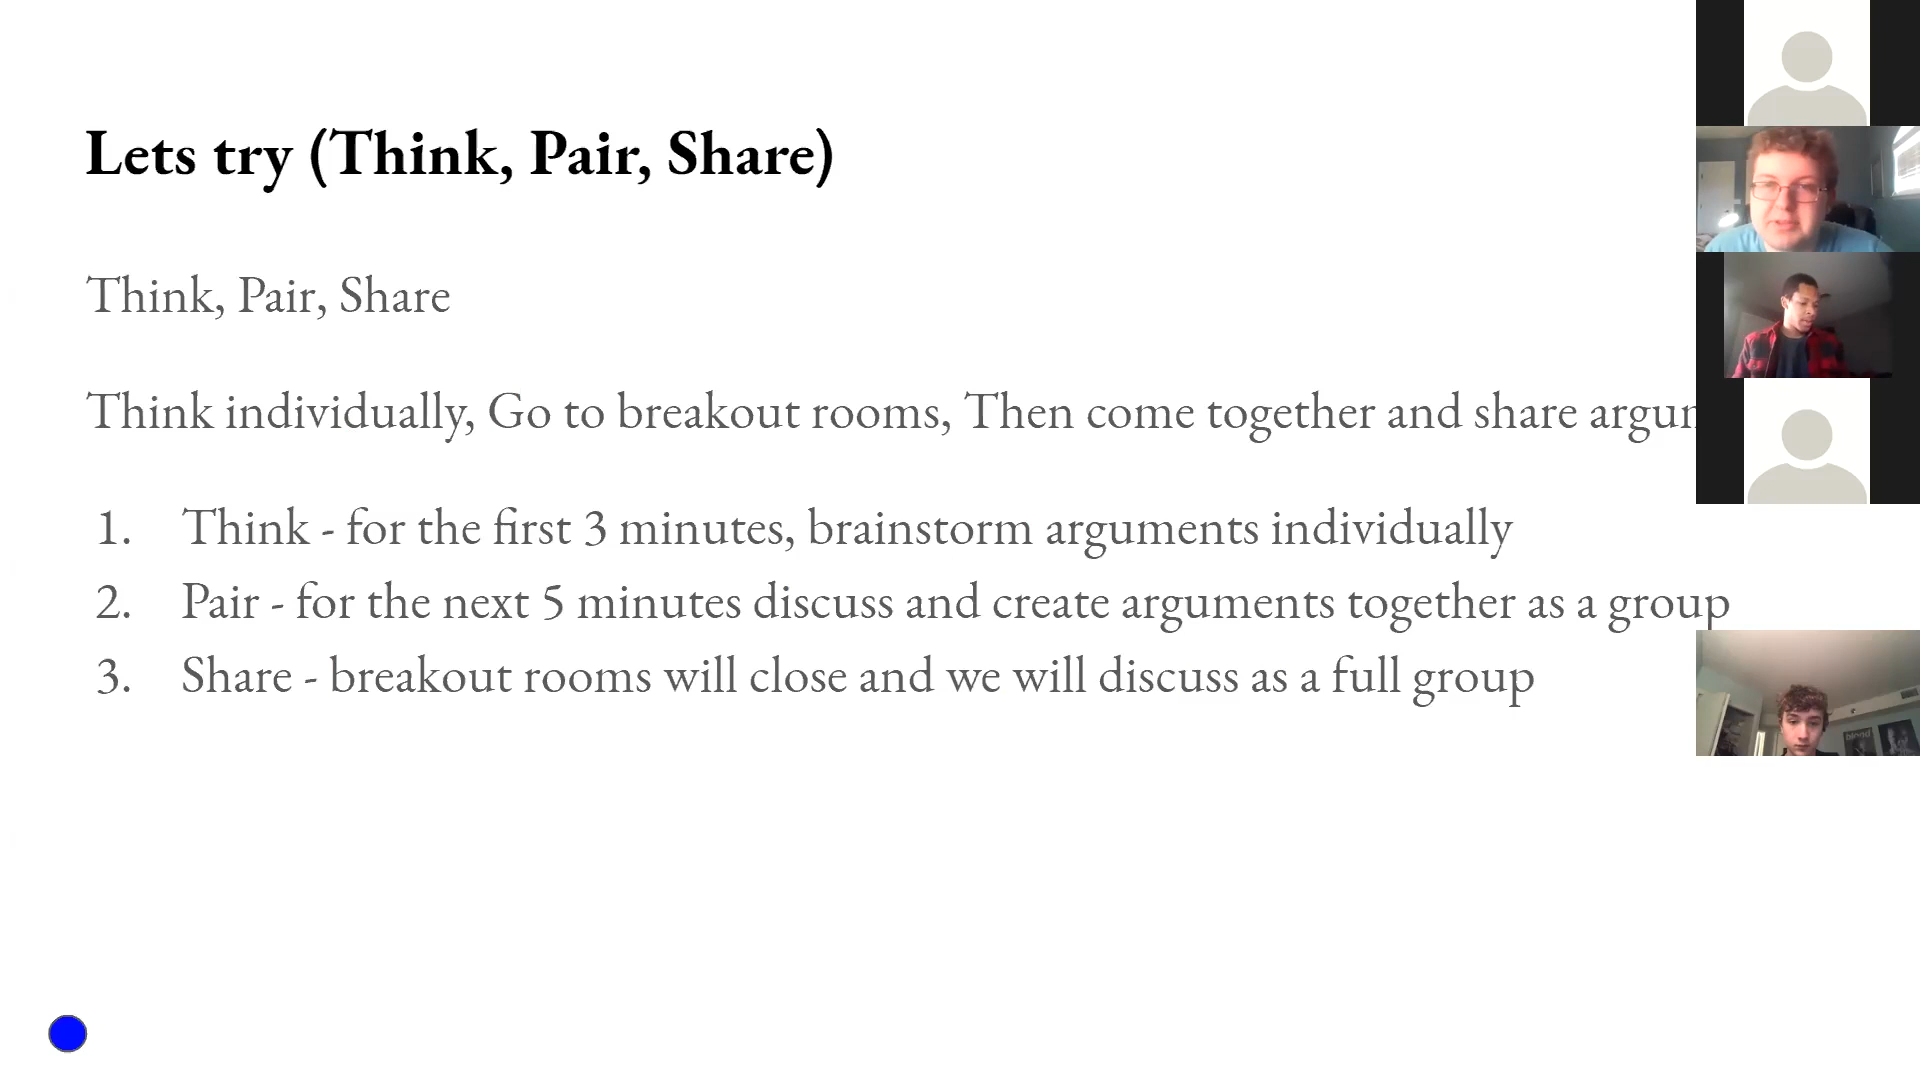 Lets try (Think, Pair, Share)
Think, Pair, Share
Think individually, Go to breakout rooms, Then come together and share argum
1. Think - for the first 3 minutes, brainstorm arguments individually
2. Pair - for the next 5 minutes discuss and create arguments together as a group
3. Share - breakout rooms will close and we will discuss as a full group